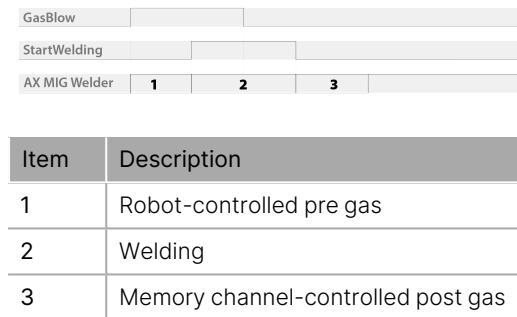 GasBlow
StartWelding
AX MIG Welder 1 2 3
Item Description
1 Robot-controlled pre gas
2 Welding
3 Memory channel-controlled post gas